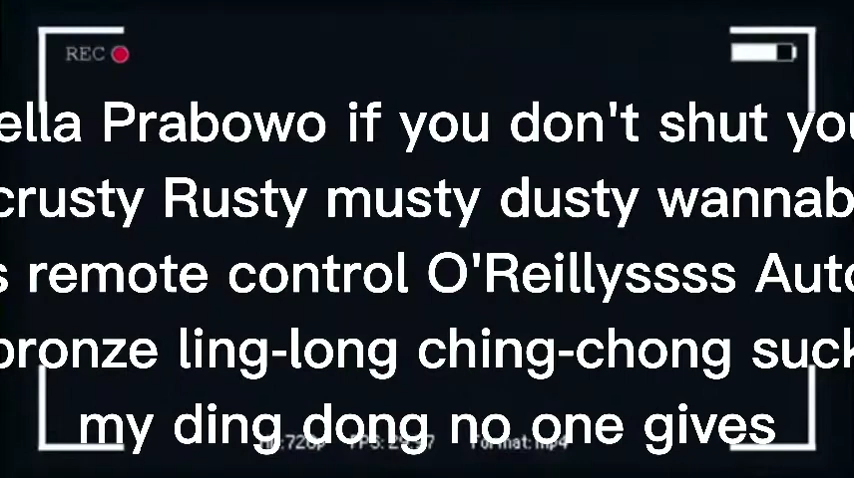 REC
ella Prabowo if you don't shut you
crusty Rusty musty dusty wannab
s remote control O'Reillyssss Auto
bronze ling-long ching-chong suck
my ding dong no one gives